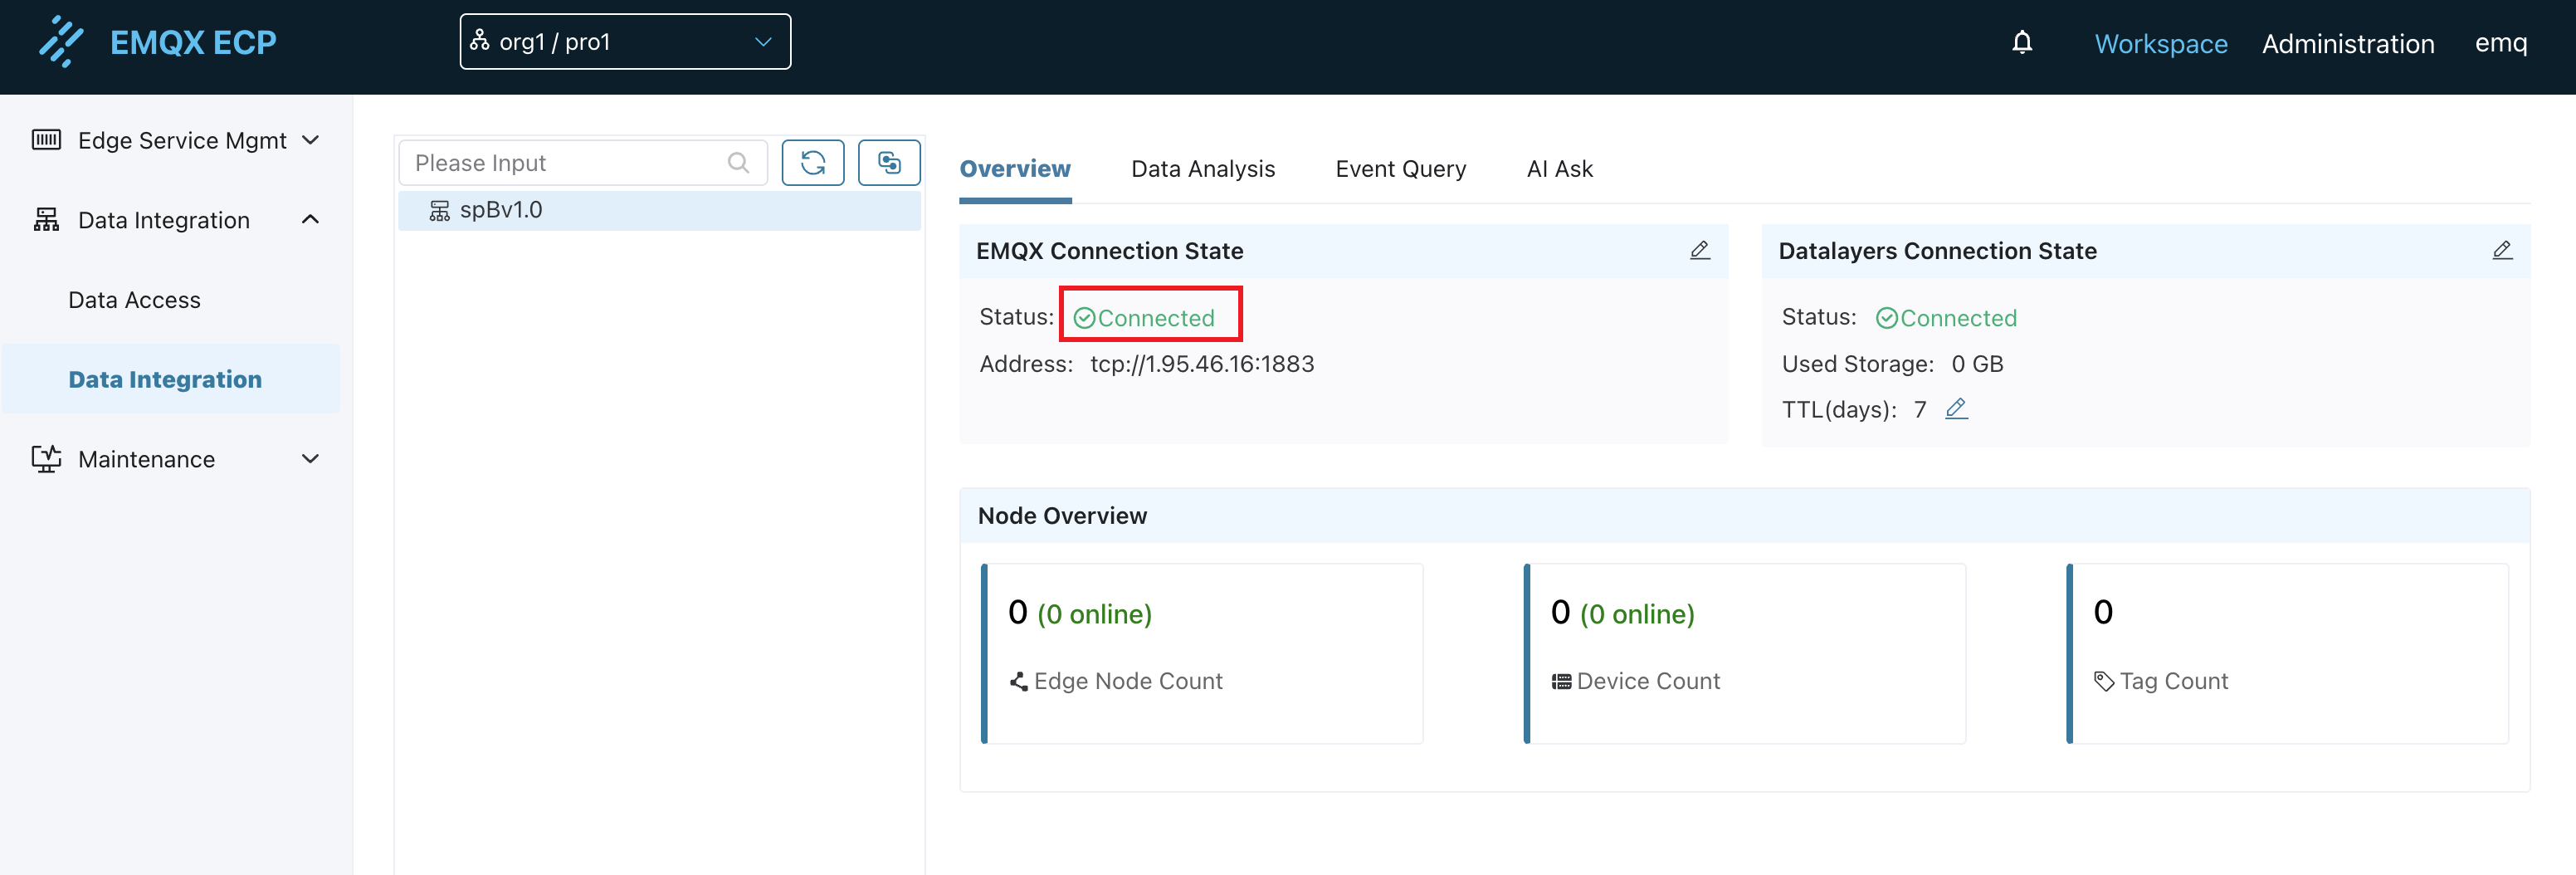 EMQX ECP
org1 / pro1
Workspace
Administration
emq
Edge Service Mgmt
Data Integration
Data Access
Data Integration
Maintenance
Please Input
spBv1.0
Overview
Data Analysis
Event Query
AI Ask
EMQX Connection State
Status: Connected
Address: tcp://1.95.46.16:1883
Datalayers Connection State
Status: Connected
Used Storage: 0 GB
TTL(days): 7
Node Overview
0 (0 online)
Edge Node Count
0 (0 online)
Device Count
0
Tag Count